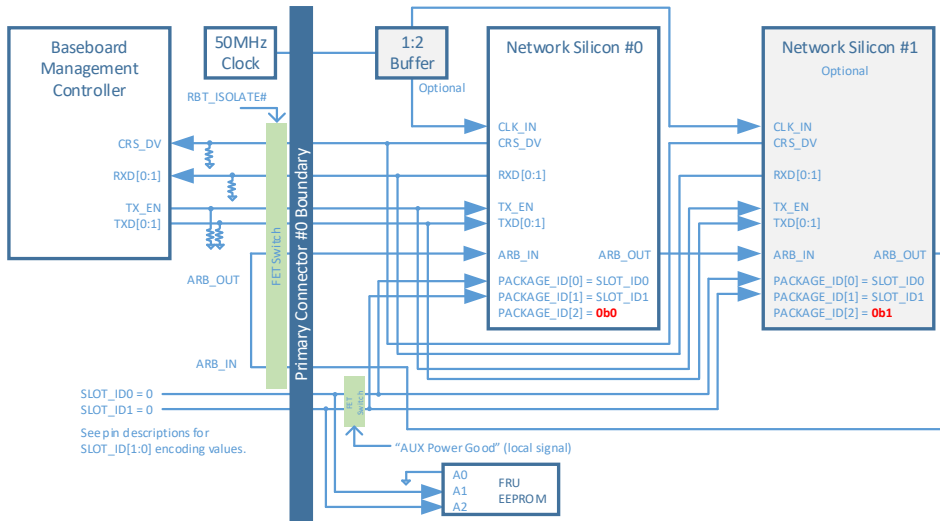 Baseboard
Management
Controller
CRS_DV
RXD[0:1]
TX_EN
TXD[0:1]
50MHz
Clock
RBT_ISOLATE#
FET Switch
Primary Connector #0 Boundary
1:2
Buffer
Optional
Network Silicon #0
CLK_IN
CRS_DV
RXD[0:1]
TX_EN
TXD[0:1]
ARB_IN
ARB_OUT
PACKAGE_ID[0] = SLOT_ID0
PACKAGE_ID[1] = SLOT_ID1
PACKAGE_ID[2] = 0b0
Network Silicon #1
Optional
CLK_IN
CRS_DV
RXD[0:1]
TX_EN
TXD[0:1]
ARB_IN
ARB_OUT
PACKAGE_ID[0] = SLOT_ID0
PACKAGE_ID[1] = SLOT_ID1
PACKAGE_ID[2] = 0b1
ARB_OUT
ARB_IN
SLOT_ID0 = 0
SLOT_ID1 = 0
See pin descriptions for
SLOT_ID[1:0] encoding values.
FET
Switch
"AUX Power Good" (local signal)
A0
A1
A2
FRU
EEPROM